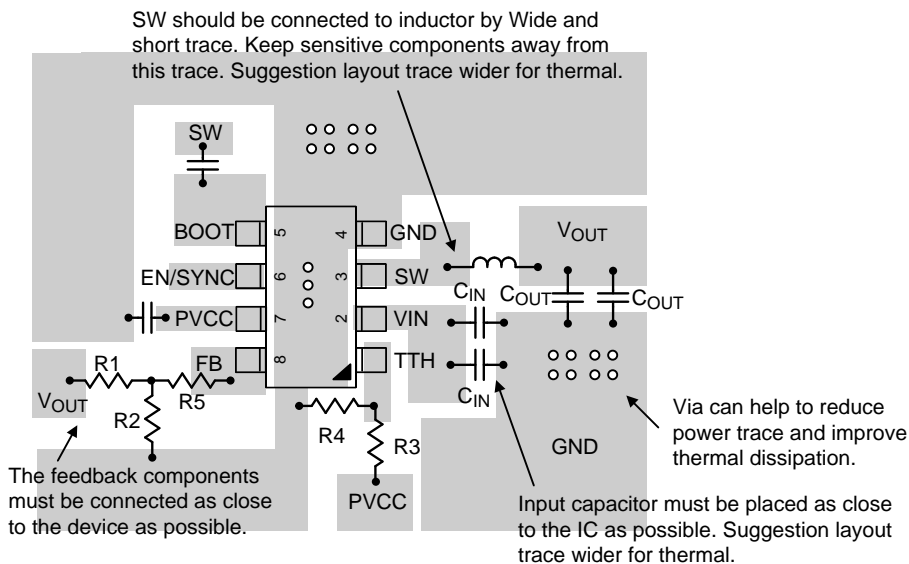 SW should be connected to inductor by Wide and
short trace. Keep sensitive components away from
this trace. Suggestion layout trace wider for thermal.
SW
BOOT
5
4
GND
VOUT
EN/SYNC
6
3
SW
CIN
COUT
COUT
PVCC
7
2
VIN
R1
FB
8
TTH
VOUT
R5
CIN
R2
R4
R3
GND
Via can help to reduce
power trace and improve
thermal dissipation.
The feedback components
must be connected as close
to the device as possible.
PVCC
Input capacitor must be placed as close
to the IC as possible. Suggestion layout
trace wider for thermal.